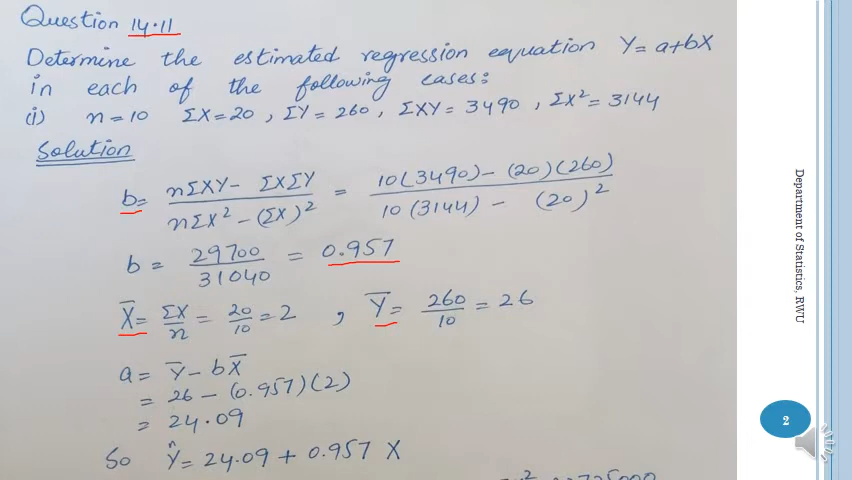 Question 14.11
Determine the estimated regression equation Y = a+bX
in each of the following cases:
(i) n = 10 ΣX = 20 , ΣY = 260 , ΣXY = 3490 , ΣX² = 3144
Solution
b = nΣXY - ΣXΣY / nΣX² - (ΣX)² = 10(3490) - (20)(260) / 10(3144) - (20)²
b = 29700 / 31040 = 0.957
X̄ = ΣX / n = 20 / 10 = 2 , Ȳ = 260 / 10 = 26
a = Ȳ - bX̄
= 26 - (0.957)(2)
= 24.09
So Ŷ = 24.09 + 0.957 X
Department of Statistics, RWU
2